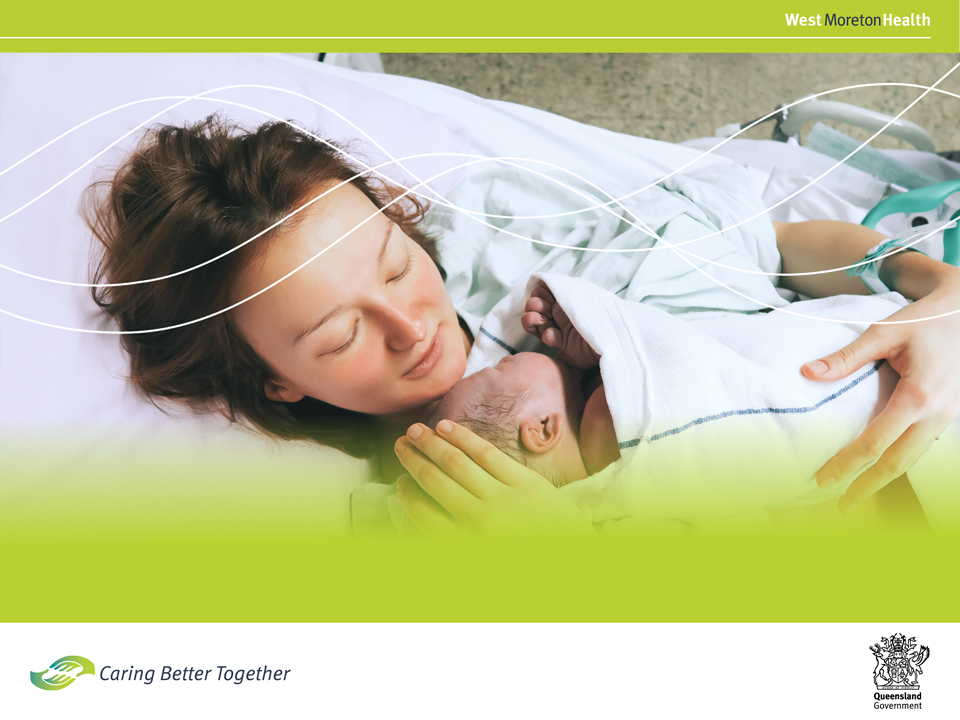 West Moreton Health
Caring Better Together
Queensland
Government